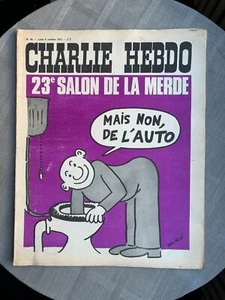 CHARLIE HEBDO
23e SALON DE LA MERDE
MAIS NON,
DE L'AUTO